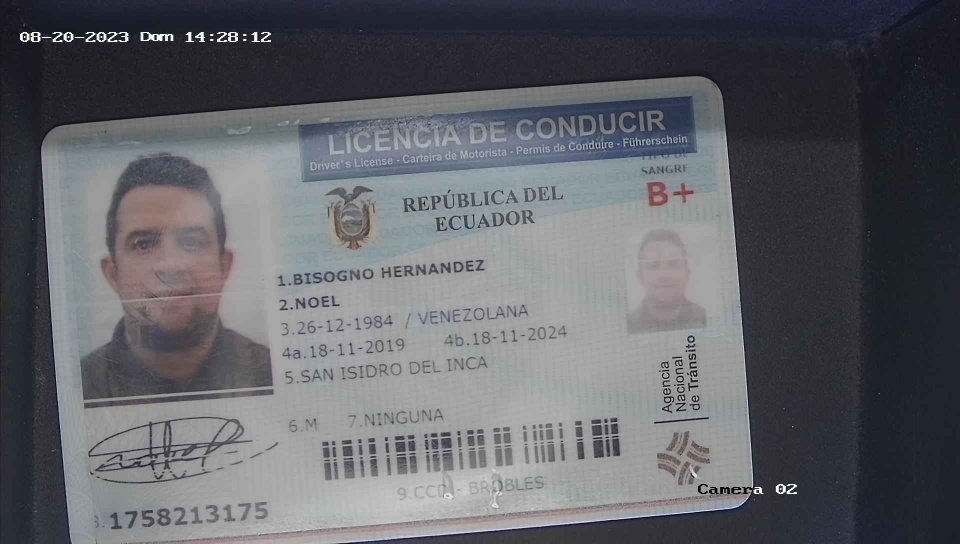 08-20-2023 Dom 14:28:12
LICENCIA DE CONDUCIR
Driver's License - Carteira de Motorista - Permis de Conduire - Führerschein
TIPO DE
SANGRE
B+
REPÚBLICA DEL
ECUADOR
1.BISOGNO HERNANDEZ
2.NOEL
3.26-12-1984 / VENEZOLANA
4a.18-11-2019 4b.18-11-2024
5.SAN ISIDRO DEL INCA
6.M 7.NINGUNA
9.CCD - BROBLES
1758213175
Agencia
Nacional
de Tránsito
Camera 02